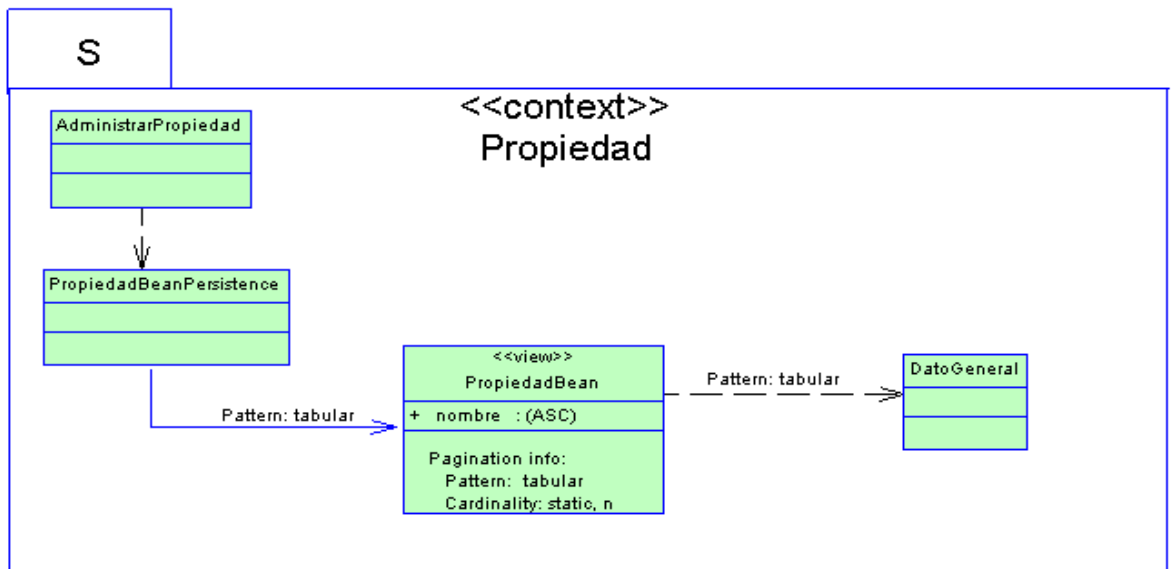 S
<<context>>
Propiedad
AdministrarPropiedad
PropiedadBeanPersistence
Pattern: tabular
<<view>>
PropiedadBean
+ nombre : (ASC)
Pagination info:
Pattern: tabular
Cardinality: static, n
Pattern: tabular
DatoGeneral